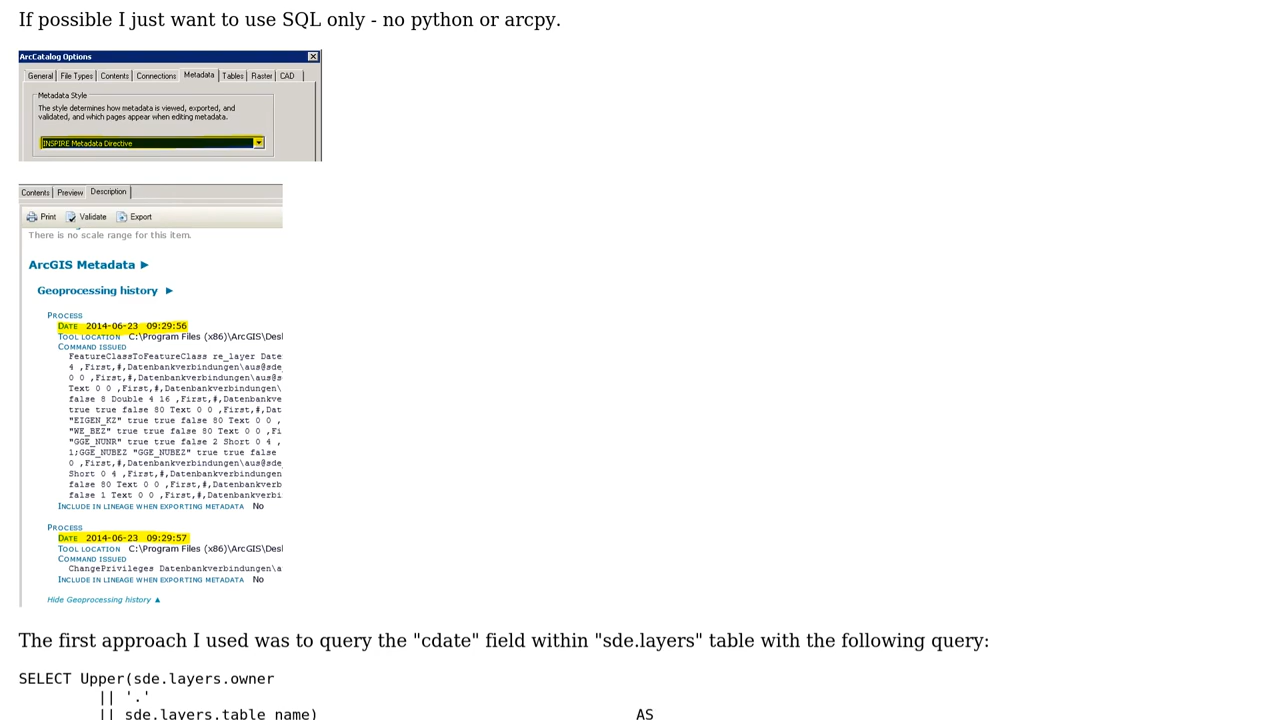 If possible I just want to use SQL only - no python or arcpy.
ArcCatalog Options
General File Types Contents Connections Metadata Tables Raster CAD
Metadata Style
The style determines how metadata is viewed, exported, and
validated, and which pages appear when editing metadata.
INSPIRE Metadata Directive
Contents Preview Description
Print Validate Export
There is no scale range for this item.
ArcGIS Metadata ►
Geoprocessing history ►
PROCESS
DATE 2014-06-23 09:29:56
TOOL LOCATION C:\Program Files (x86)\ArcGIS\Desl
COMMAND ISSUED
FeatureClassToFeatureClass re_layer Date
4 ,First,#,Datenbankverbindungen\aus@sde_
0 0 ,First,#,Datenbankverbindungen\aus@s
Text 0 0 ,First,#,Datenbankverbindungen\
false 8 Double 4 16 ,First,#,Datenbankve
true true false 80 Text 0 0 ,First,#,Dat
"EIGEN_KZ" true true false 80 Text 0 0 ,
"WE_BEZ" true true false 80 Text 0 0 ,Fi
"GGE_NUNR" true true false 2 Short 0 4 ,
1;GGE_NUBEZ "GGE_NUBEZ" true true false
0 ,First,#,Datenbankverbindungen\aus@sde_
Short 0 4 ,First,#,Datenbankverbindungen
false 80 Text 0 0 ,First,#,Datenbankverb
false 1 Text 0 0 ,First,#,Datenbankverbi
INCLUDE IN LINEAGE WHEN EXPORTING METADATA No
PROCESS
DATE 2014-06-23 09:29:57
TOOL LOCATION C:\Program Files (x86)\ArcGIS\Desl
COMMAND ISSUED
ChangePrivileges Datenbankverbindungen\a
INCLUDE IN LINEAGE WHEN EXPORTING METADATA No
Hide Geoprocessing history ▲
The first approach I used was to query the "cdate" field within "sde.layers" table with the following query:
SELECT Upper(sde.layers.owner
|| '.'
|| sde.layers.table_name) AS